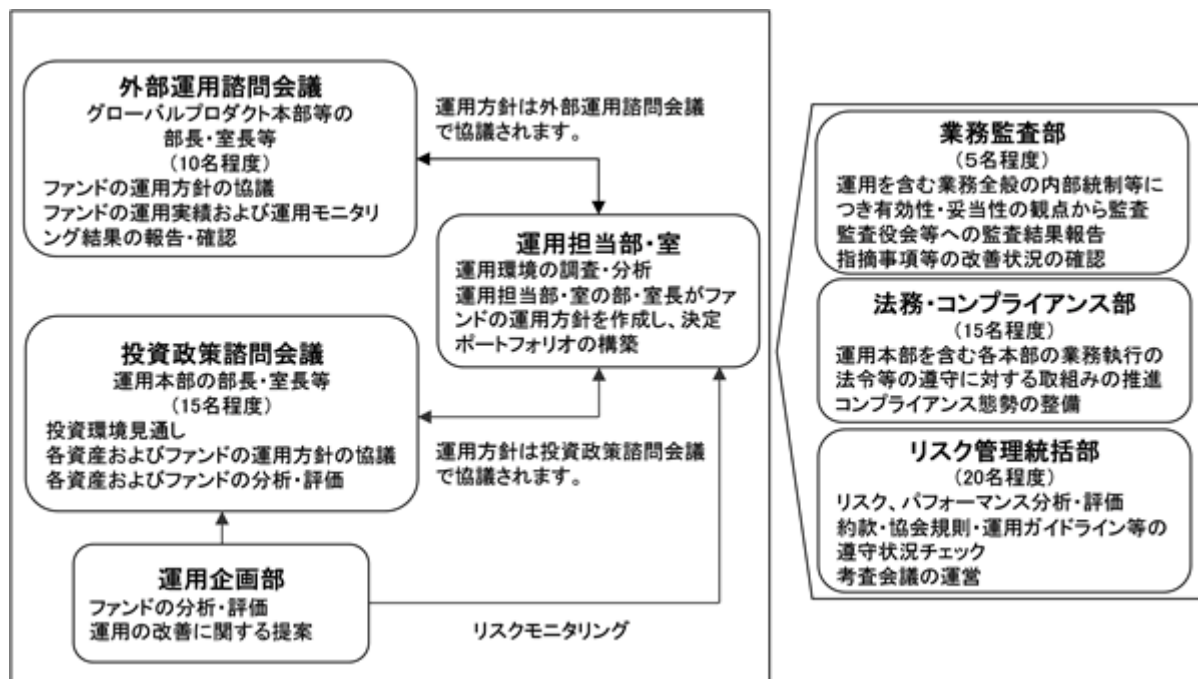 外部運用諮問会議
グローバルプロダクト本部等の
部長・室長等
(10名程度)
ファンドの運用方針の協議
ファンドの運用実績および運用モニタリ
ング結果の報告・確認
運用方針は外部運用諮問会議
で協議されます。
運用担当部・室
運用環境の調査・分析
運用担当部・室の部・室長がファ
ンドの運用方針を作成し、決定
ポートフォリオの構築
投資政策諮問会議
運用本部の部長・室長等
(15名程度)
投資環境見通し
各資産およびファンドの運用方針の協議
各資産およびファンドの分析・評価
運用方針は投資政策諮問会議
で協議されます。
運用企画部
ファンドの分析・評価
運用の改善に関する提案
リスクモニタリング
業務監査部
(5名程度)
運用を含む業務全般の内部統制等に
つき有効性・妥当性の観点から監査
監査役会等への監査結果報告
指摘事項等の改善状況の確認
法務・コンプライアンス部
(15名程度)
運用本部を含む各本部の業務執行の
法令等の遵守に対する取組みの推進
コンプライアンス態勢の整備
リスク管理統括部
(20名程度)
リスク、パフォーマンス分析・評価
約款・協会規則・運用ガイドライン等の
遵守状況チェック
考査会議の運営